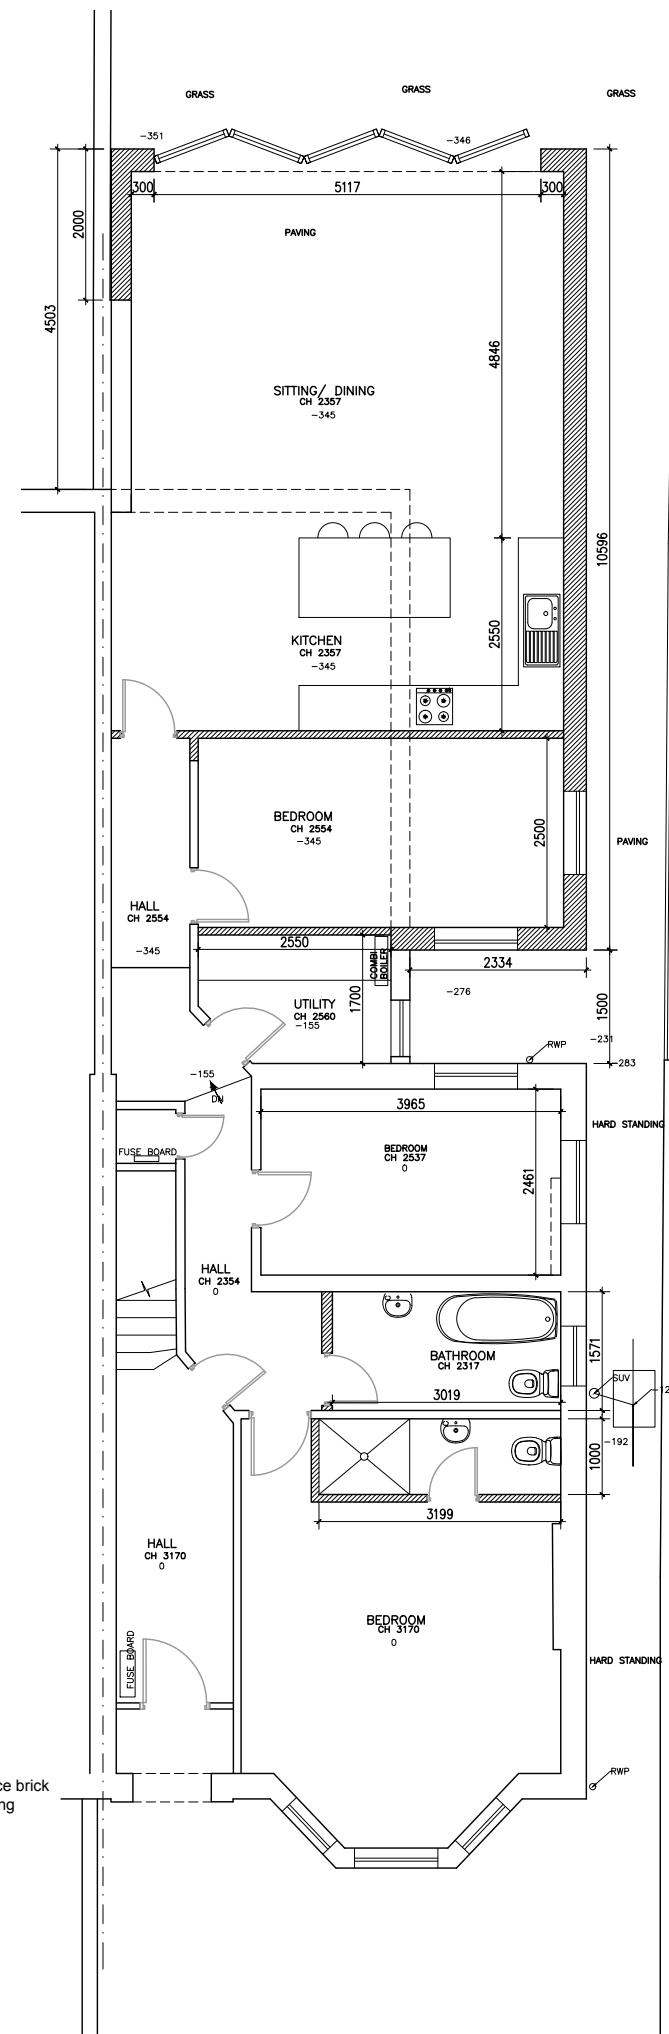 GRASS
GRASS
GRASS
-351
-346
300
5117
300
2000
PAVING
4503
4846
SITTING/ DINING
CH 2357
-345
10596
2550
KITCHEN
CH 2357
-345
BEDROOM
CH 2554
-345
2500
PAVING
HALL
CH 2554
-345
2550
COMBI
BOILER
2334
UTILITY
CH 2560
-155
1700
-276
1500
-231
RWP
-283
-155
DN
3965
HARD STANDING
FUSE BOARD
BEDROOM
CH 2537
0
2461
HALL
CH 2354
0
BATHROOM
CH 2317
1571
SUV
3019
-192
1000
3199
HALL
CH 3170
0
BEDROOM
CH 3170
0
FUSE BOARD
HARD STANDING
RWP
ce brick
ng